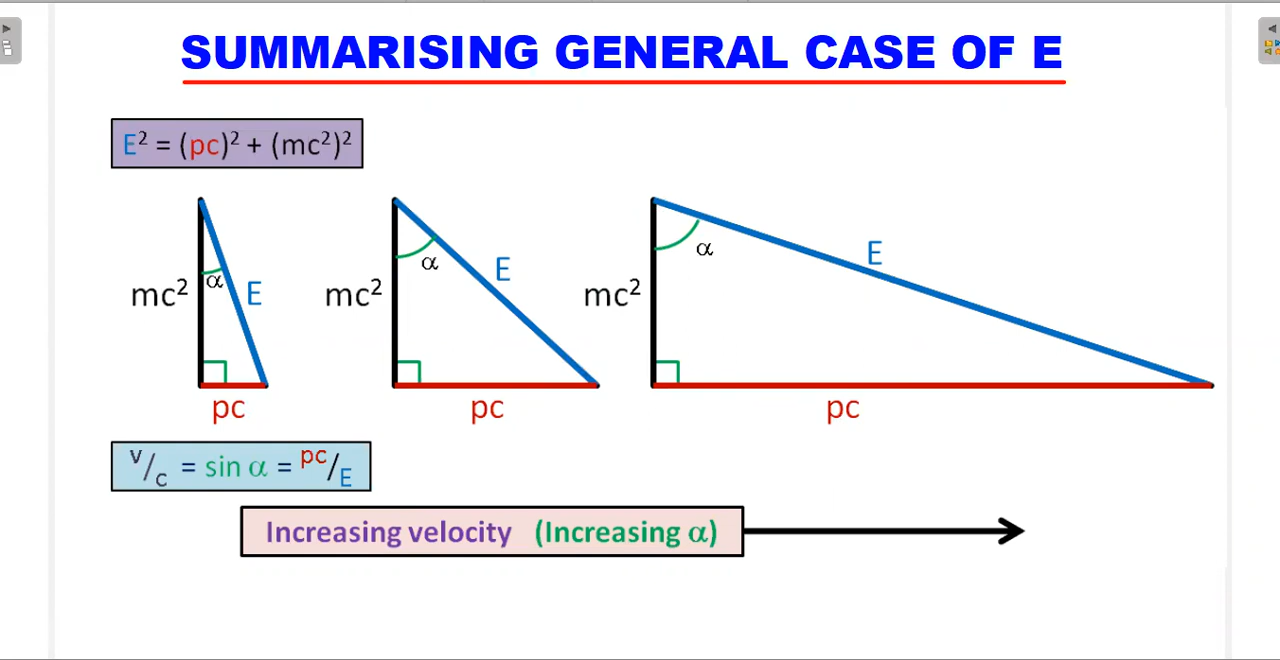 SUMMARISING GENERAL CASE OF E
E² = (pc)² + (mc²)²
mc² α E pc
mc² α E pc
mc² α E pc
v/c = sin α = pc/E
Increasing velocity (Increasing α)